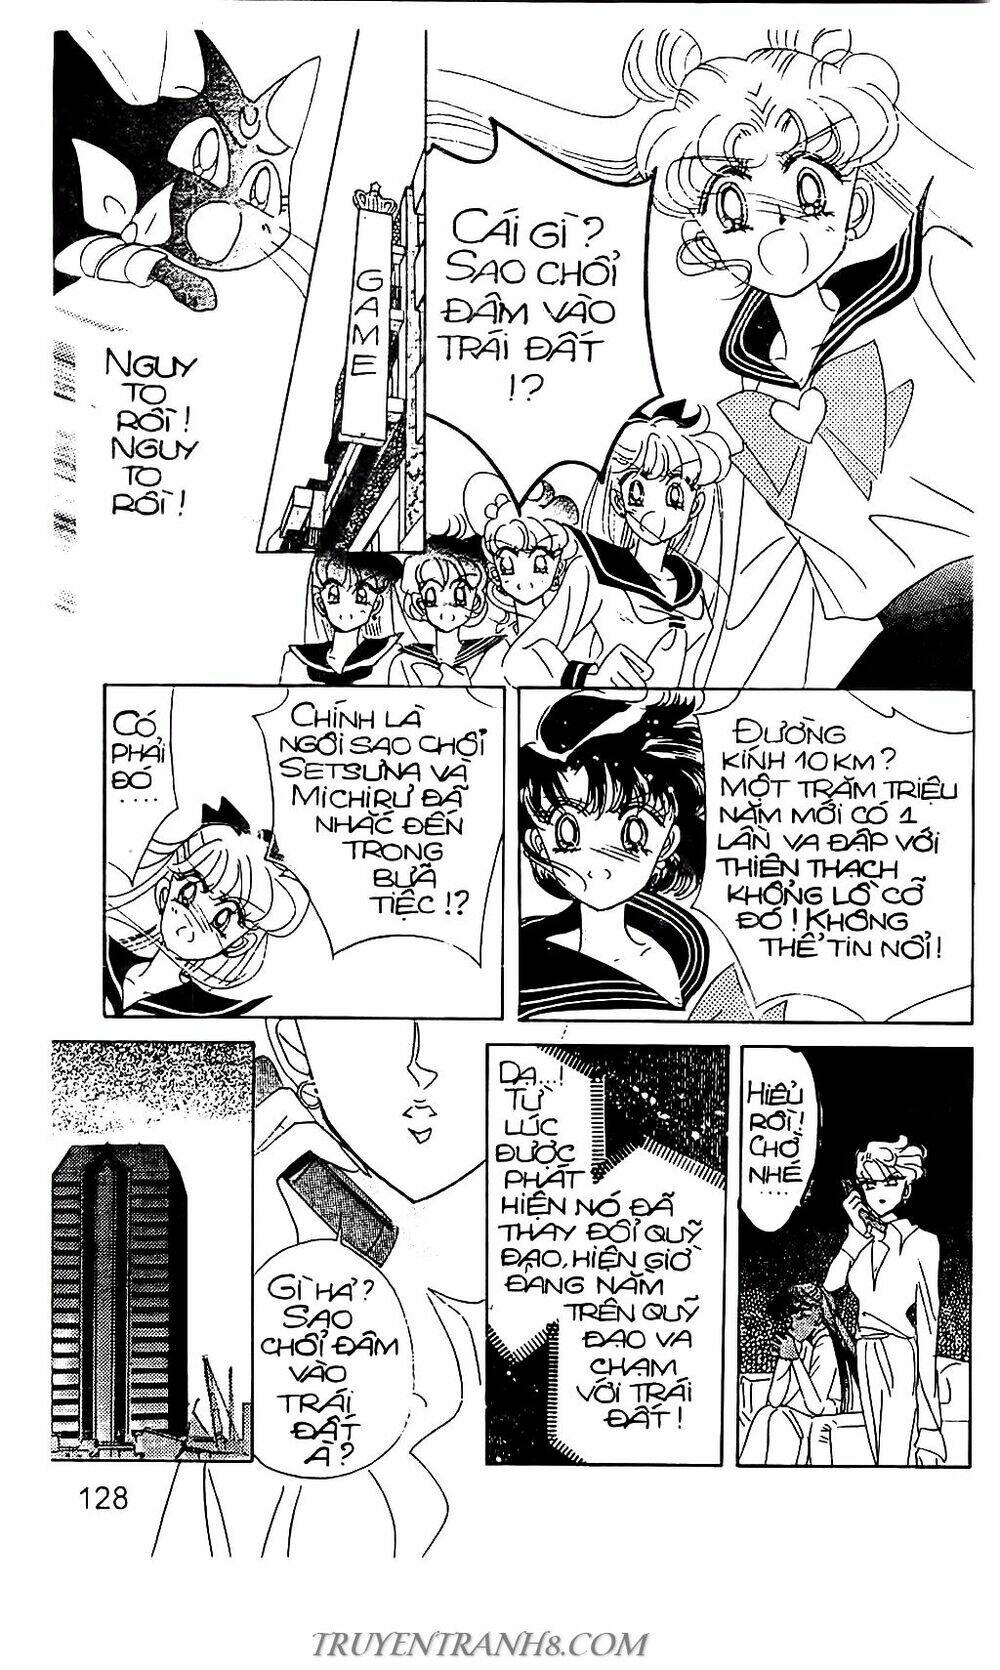 NGUY
TO
RỒI!
NGUY
TO
RỒI!
GAME
CÁI GÌ?
SAO CHỔI
ĐÂM VÀO
TRÁI ĐẤT
!?
CÓ
PHẢI
ĐÓ
....
CHÍNH LÀ
NGÔI SAO CHỔI
SETSUNA VÀ
MICHIRU ĐÃ
NHẮC ĐẾN
TRONG
BỮA
TIỆC!?
ĐƯỜNG
KÍNH 10KM?
MỘT TRĂM TRIỆU
NĂM MỚI CÓ 1
LẦN VA ĐẬP VỚI
THIÊN THẠCH
KHỔNG LỒ CỠ
ĐÓ! KHÔNG
THỂ TIN NỔI!
GÌ HẢ?
SAO
CHỔI ĐÂM
VÀO
TRÁI
ĐẤT
À?
DẠ...!
TỪ
LÚC
ĐƯỢC
PHÁT
HIỆN NÓ ĐÃ
THAY ĐỔI QUỸ
ĐẠO, HIỆN GIỜ
ĐANG NẰM
TRÊN QUỸ
ĐẠO VA
CHẠM
VỚI TRÁI
ĐẤT!
HIỂU
RỒI!
CHỜ
NHÉ
....
128
TRUYENTRANH8.COM